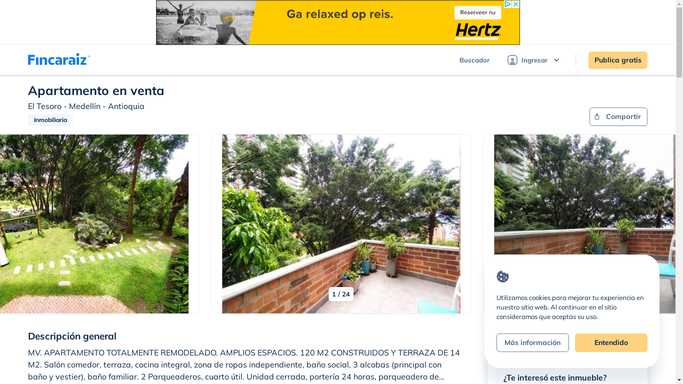 Ga relaxed op reis.
Reserveer nu
Hertz
Fincaraiz
Buscador
Ingresar
Publica gratis
Apartamento en venta
El Tesoro - Medellín - Antioquia
Inmobiliaria
Compartir
1 / 24
Utilizamos cookies para mejorar tu experiencia en
nuestro sitio web. Al continuar en el sitio
consideramos que aceptas su uso.
Más información
Entendido
Descripción general
MV. APARTAMENTO TOTALMENTE REMODELADO. AMPLIOS ESPACIOS. 120 M2 CONSTRUIDOS Y TERRAZA DE 14
M2. Salón comedor, terraza, cocina integral, zona de ropas independiente, baño social. 3 alcobas (principal con
baño y vestier), baño familiar. 2 Parqueaderos, cuarto útil. Unidad cerrada, portería 24 horas, parqueadero de...
¿Te interesó este inmueble?